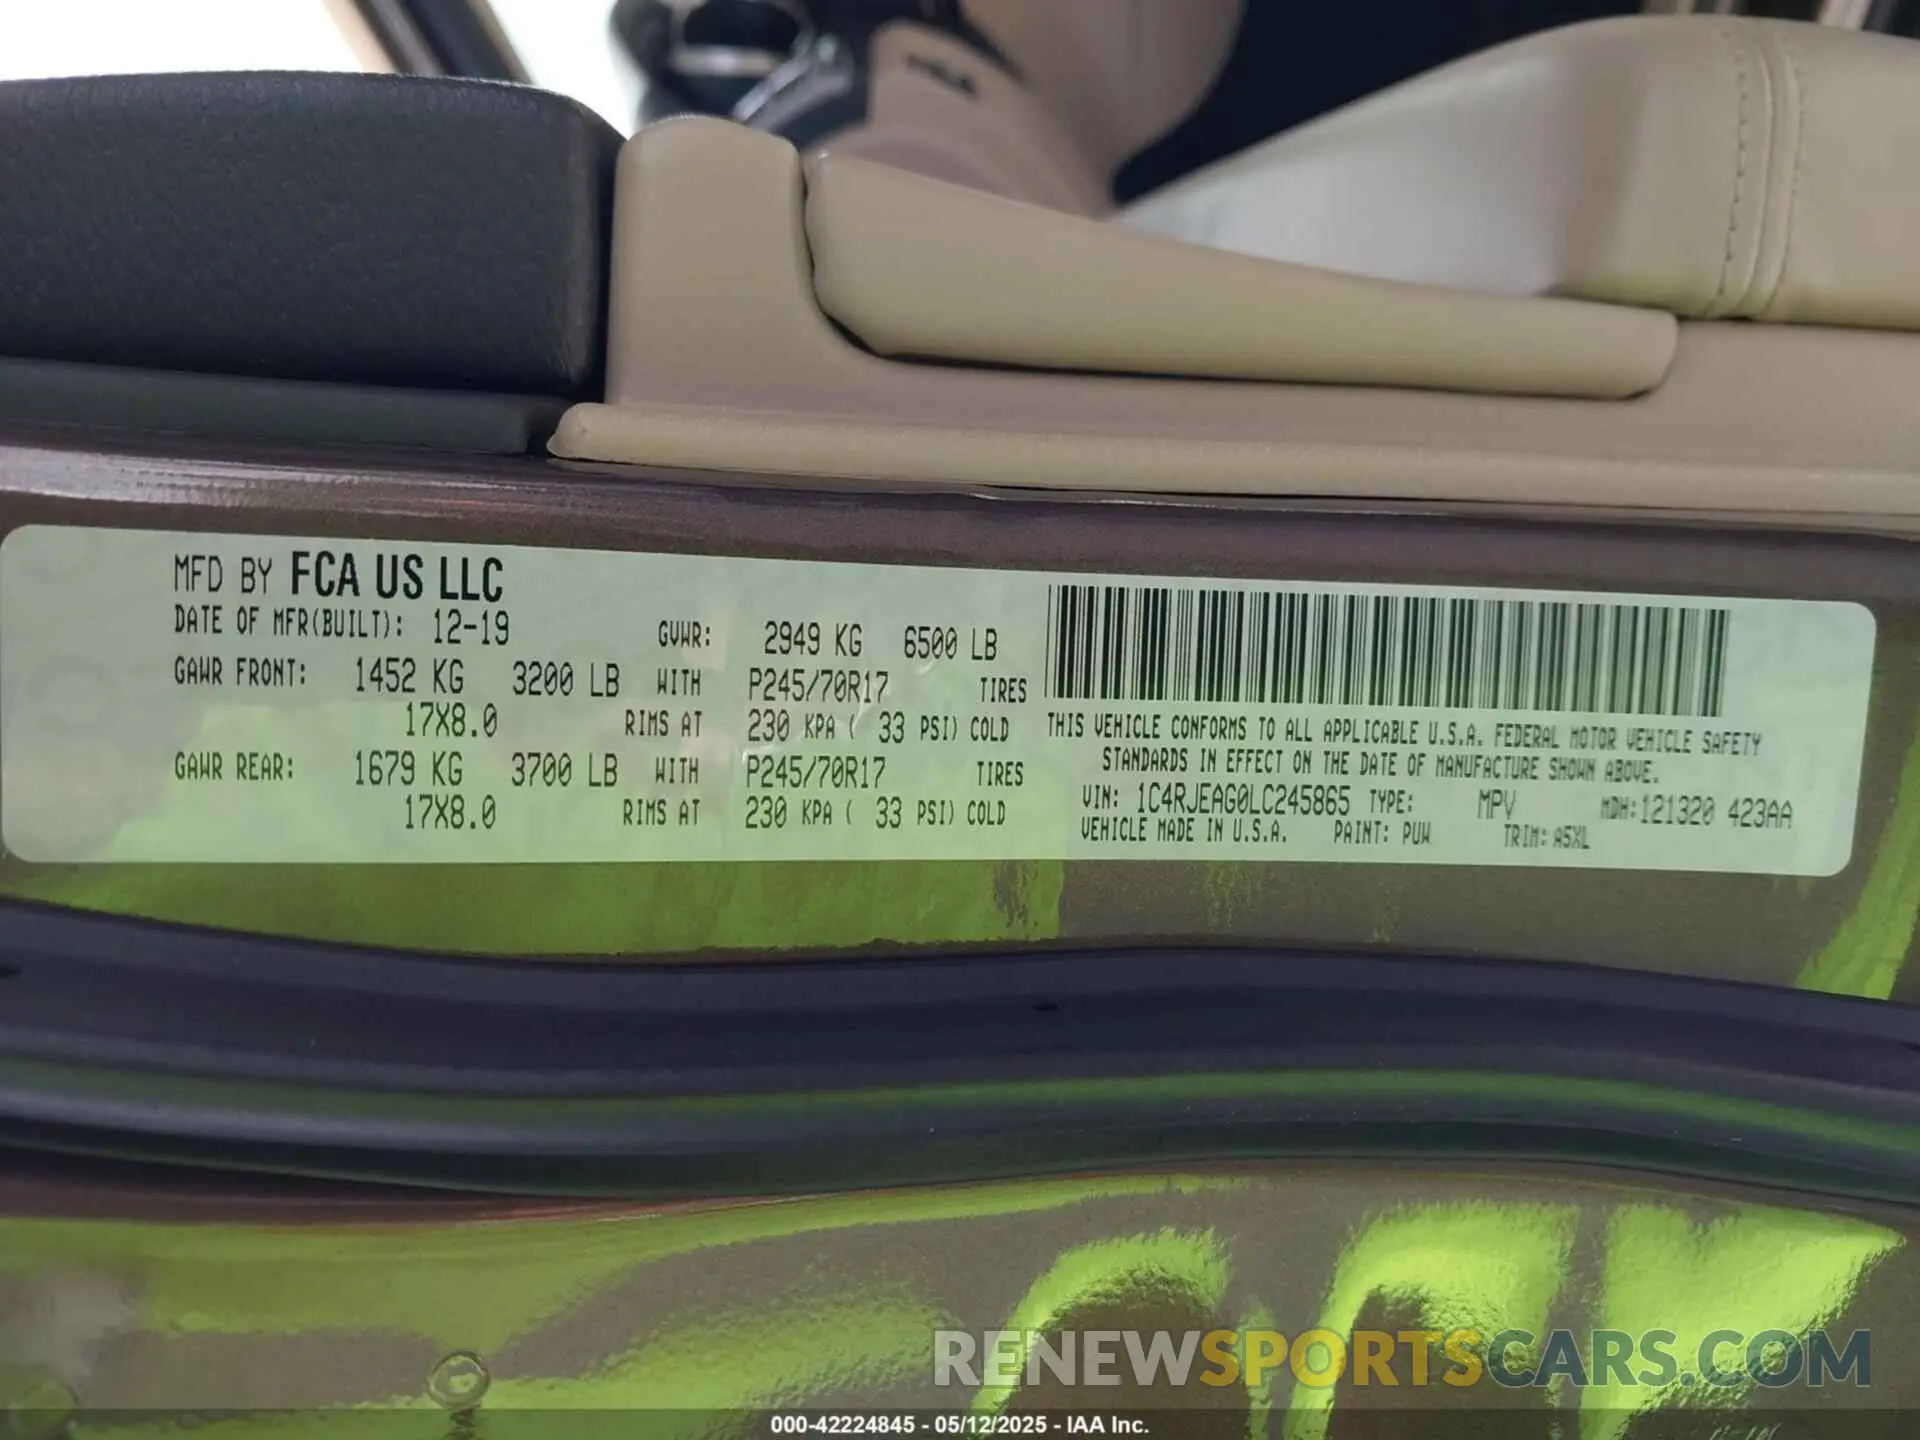 MFD BY FCA US LLC
DATE OF MFR(BUILT): 12-19 GVWR: 2949 KG 6500 LB
GAWR FRONT: 1452 KG 3200 LB WITH P245/70R17 TIRES
17X8.0 RIMS AT 230 KPA ( 33 PSI) COLD
GAWR REAR: 1679 KG 3700 LB WITH P245/70R17 TIRES
17X8.0 RIMS AT 230 KPA ( 33 PSI) COLD
THIS VEHICLE CONFORMS TO ALL APPLICABLE U.S.A. FEDERAL MOTOR VEHICLE SAFETY
STANDARDS IN EFFECT ON THE DATE OF MANUFACTURE SHOWN ABOVE.
VIN: 1C4RJEAG0LC245865 TYPE: MPV MDH:121320 423AA
VEHICLE MADE IN U.S.A. PAINT: PUW TRIM: A5XL
RENEWSPORTSCARS.COM
000-42224845 - 05/12/2025 - IAA Inc.